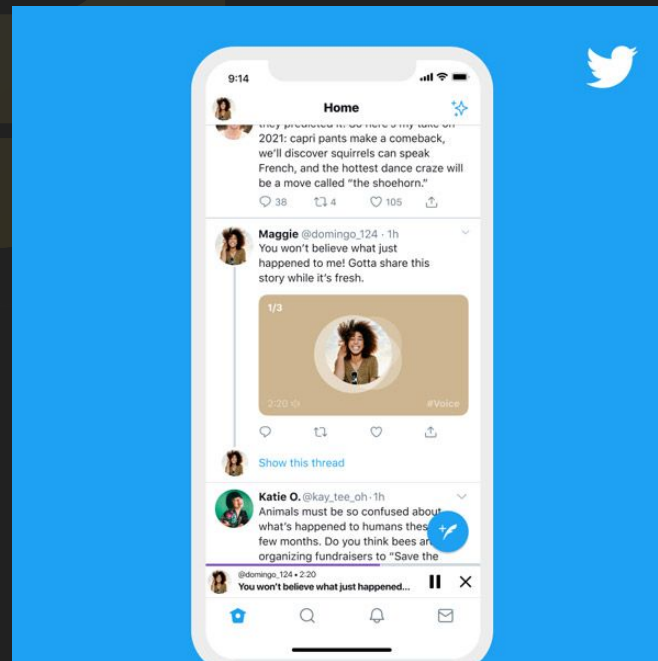 9:14
Home
they predicted it! So here's my take on
2021: capri pants make a comeback,
we'll discover squirrels can speak
French, and the hottest dance craze will
be a move called “the shoehorn.”
38 4 105
Maggie @domingo_124 · 1h
You won't believe what just
happened to me! Gotta share this
story while it's fresh.
1/3
2:20 #Voice
Show this thread
Katie O. @kay_tee_oh · 1h
Animals must be so confused about
what's happened to humans thes
few months. Do you think bees ar
organizing fundraisers to “Save the
@domingo_124 • 2:20
You won't believe what just happened...